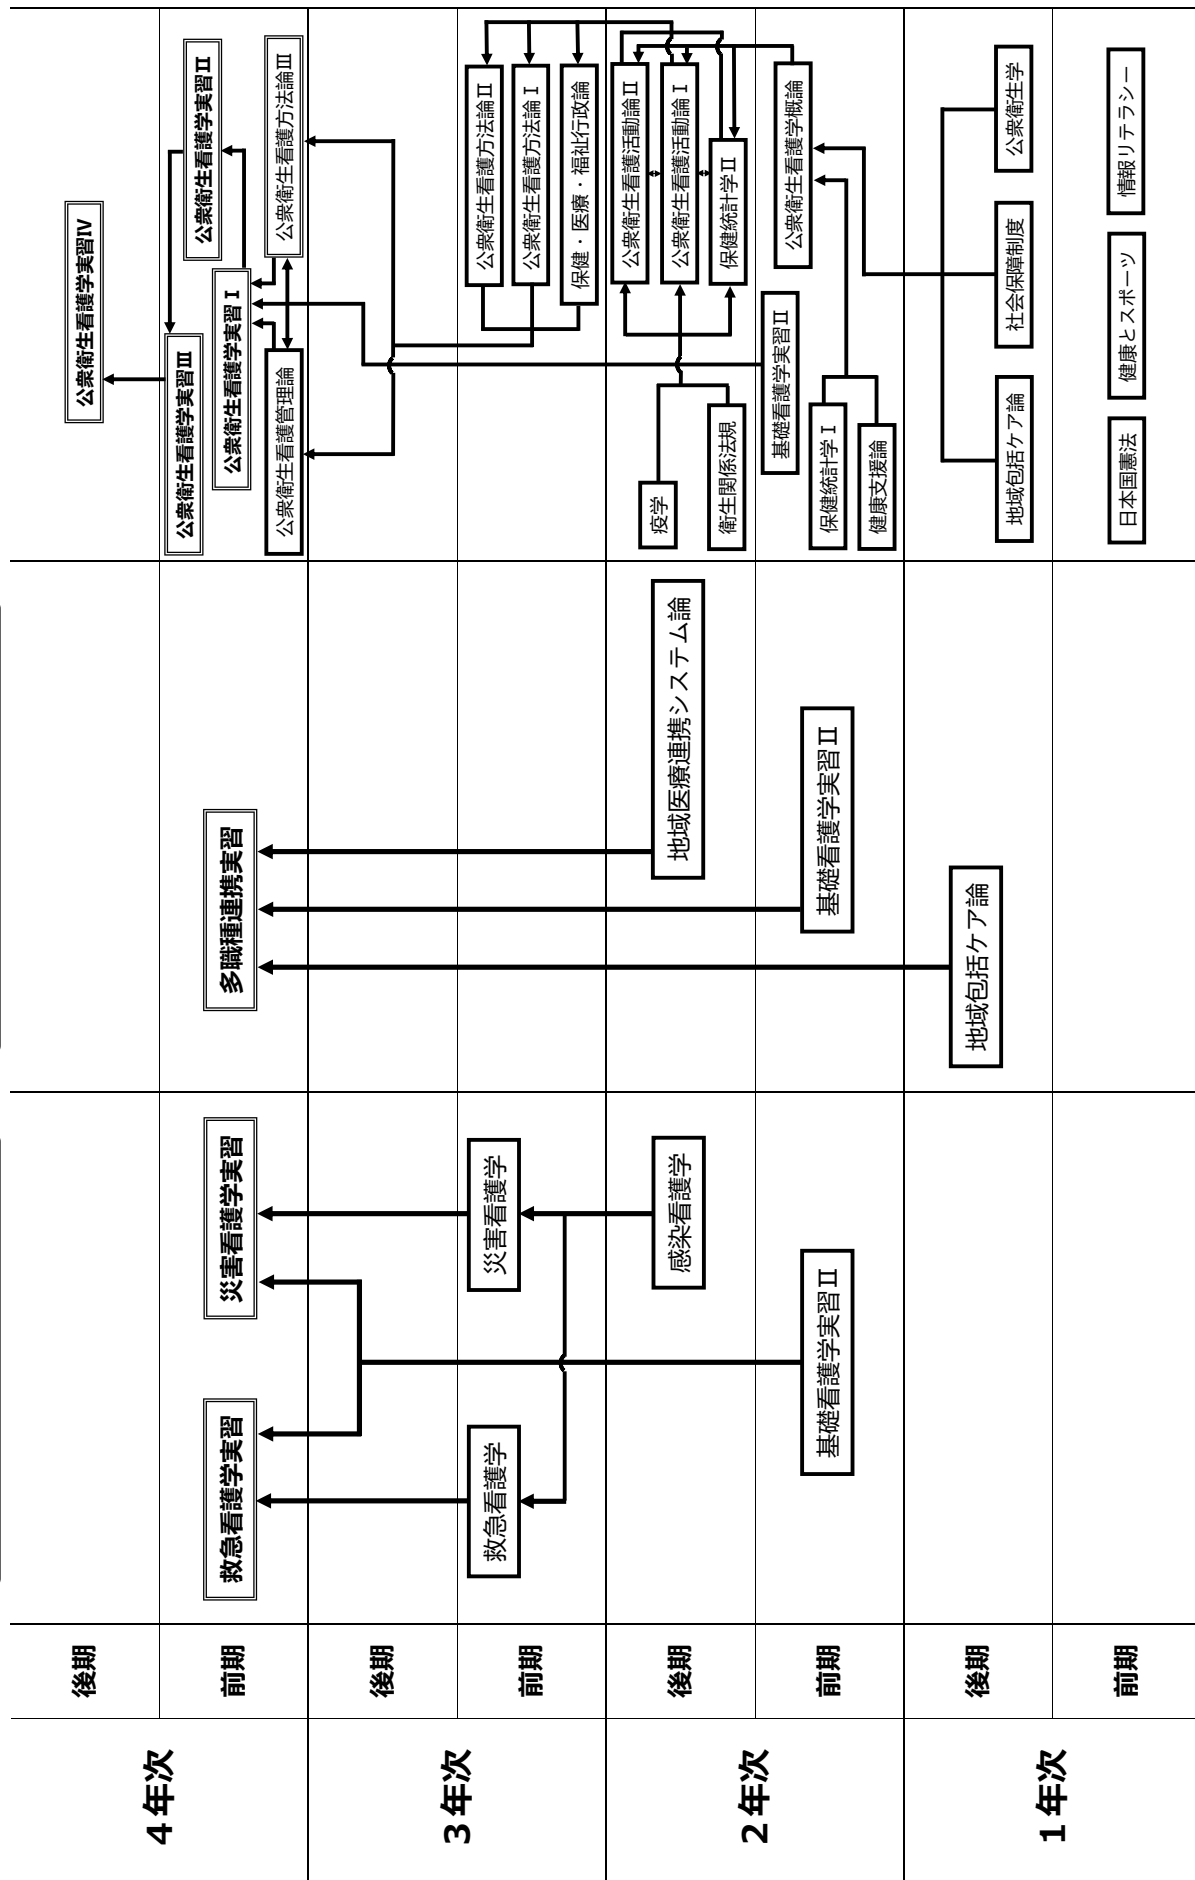 4年次
後期
前期
救急看護学実習
災害看護学実習
多職種連携実習
公衆衛生看護学実習Ⅳ
公衆衛生看護学実習Ⅲ
公衆衛生看護学実習Ⅱ
公衆衛生看護学実習Ⅰ
公衆衛生看護管理論
公衆衛生看護方法論Ⅲ
3年次
後期
前期
救急看護学
災害看護学
公衆衛生看護方法論Ⅱ
公衆衛生看護方法論Ⅰ
保健・医療・福祉行政論
2年次
後期
前期
感染看護学
地域医療連携システム論
疫学
衛生関係法規
公衆衛生看護活動論Ⅱ
公衆衛生看護活動論Ⅰ
保健統計学Ⅱ
基礎看護学実習Ⅱ
基礎看護学実習Ⅱ
基礎看護学実習Ⅱ
保健統計学Ⅰ
健康支援論
公衆衛生看護学概論
1年次
後期
前期
地域包括ケア論
地域包括ケア論
社会保障制度
公衆衛生学
日本国憲法
健康とスポーツ
情報リテラシー